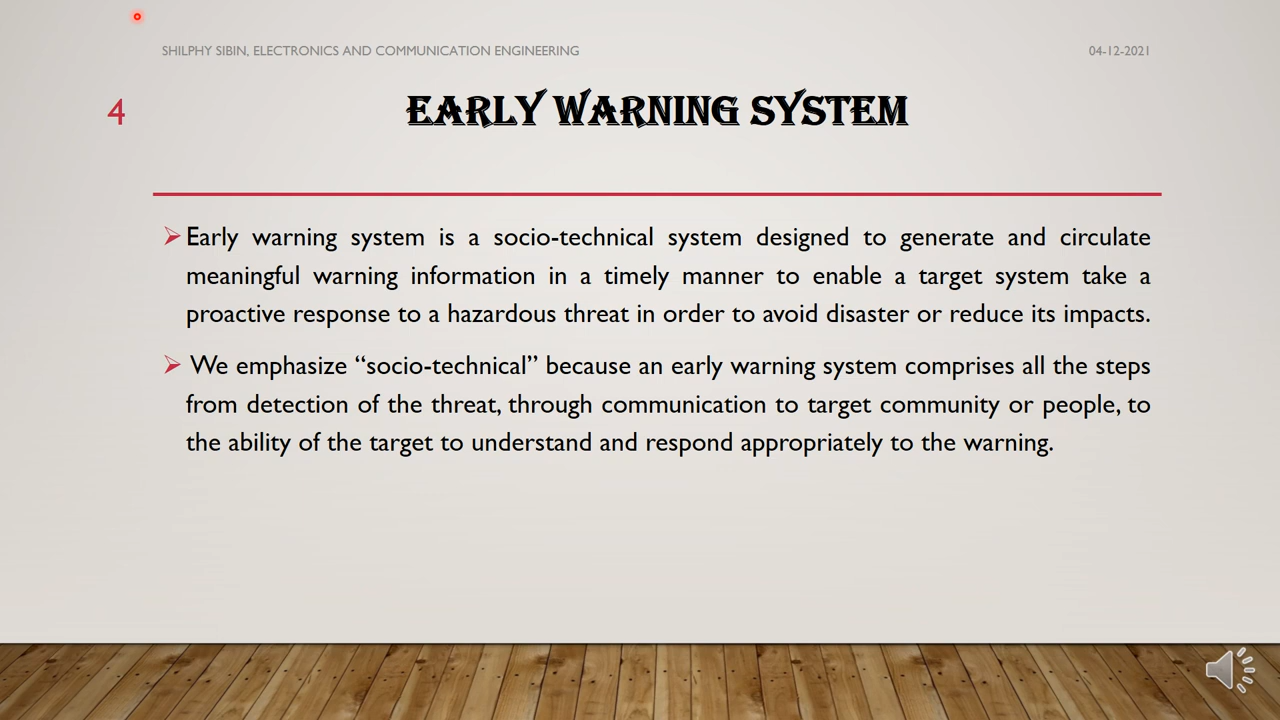 SHILPHY SIBIN, ELECTRONICS AND COMMUNICATION ENGINEERING
04-12-2021
4
EARLY WARNING SYSTEM
➢Early warning system is a socio-technical system designed to generate and circulate
meaningful warning information in a timely manner to enable a target system take a
proactive response to a hazardous threat in order to avoid disaster or reduce its impacts.
➢ We emphasize “socio-technical” because an early warning system comprises all the steps
from detection of the threat, through communication to target community or people, to
the ability of the target to understand and respond appropriately to the warning.